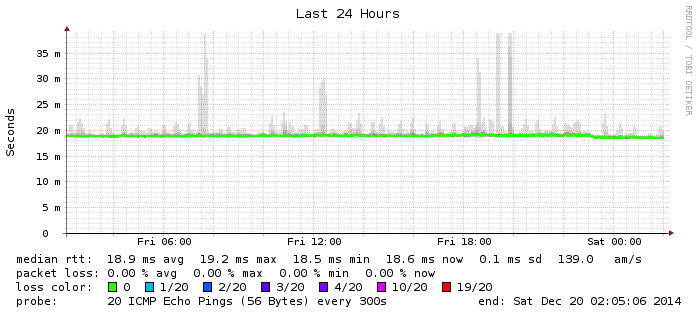 Last 24 Hours
RRDTOOL / TOBI OETIKER
Seconds
35 m
30 m
25 m
20 m
15 m
10 m
5 m
0
Fri 06:00 Fri 12:00 Fri 18:00 Sat 00:00
median rtt: 18.9 ms avg 19.2 ms max 18.5 ms min 18.6 ms now 0.1 ms sd 139.0 am/s
packet loss: 0.00 % avg 0.00 % max 0.00 % min 0.00 % now
loss color: 0 1/20 2/20 3/20 4/20 10/20 19/20
probe: 20 ICMP Echo Pings (56 Bytes) every 300s end: Sat Dec 20 02:05:06 2014